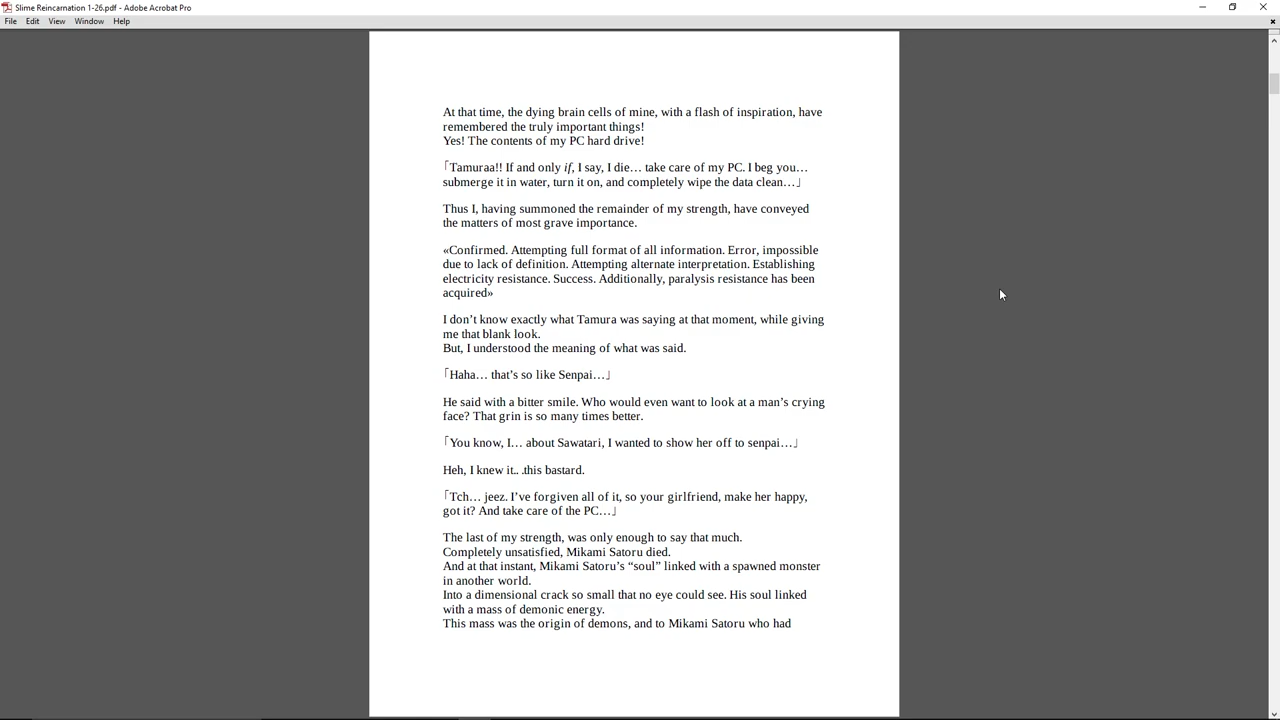 Slime Reincarnation 1-26.pdf - Adobe Acrobat Pro
File Edit View Window Help
At that time, the dying brain cells of mine, with a flash of inspiration, have
remembered the truly important things!
Yes! The contents of my PC hard drive!
「Tamuraa!! If and only if, I say, I die… take care of my PC. I beg you…
submerge it in water, turn it on, and completely wipe the data clean…」
Thus I, having summoned the remainder of my strength, have conveyed
the matters of most grave importance.
«Confirmed. Attempting full format of all information. Error, impossible
due to lack of definition. Attempting alternate interpretation. Establishing
electricity resistance. Success. Additionally, paralysis resistance has been
acquired»
I don’t know exactly what Tamura was saying at that moment, while giving
me that blank look.
But, I understood the meaning of what was said.
「Haha… that’s so like Senpai…」
He said with a bitter smile. Who would even want to look at a man’s crying
face? That grin is so many times better.
「You know, I… about Sawatari, I wanted to show her off to senpai…」
Heh, I knew it.. .this bastard.
「Tch… jeez. I’ve forgiven all of it, so your girlfriend, make her happy,
got it? And take care of the PC…」
The last of my strength, was only enough to say that much.
Completely unsatisfied, Mikami Satoru died.
And at that instant, Mikami Satoru’s “soul” linked with a spawned monster
in another world.
Into a dimensional crack so small that no eye could see. His soul linked
with a mass of demonic energy.
This mass was the origin of demons, and to Mikami Satoru who had